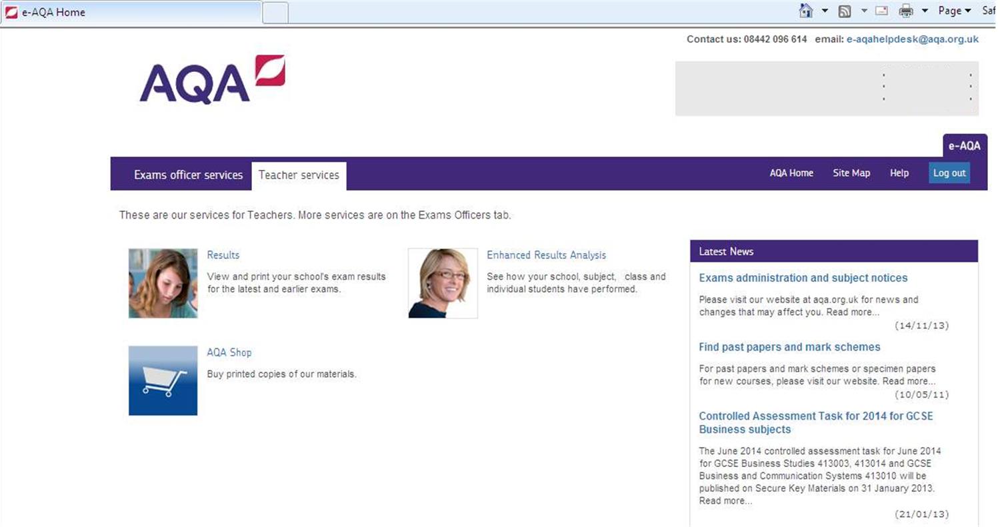 e-AQA Home
Page
Contact us: 08442 096 614 email: e-aqahelpdesk@aqa.org.uk
AQA
e-AQA
Exams officer services Teacher services AQA Home Site Map Help Log out
These are our services for Teachers. More services are on the Exams Officers tab.
Results
View and print your school's exam results
for the latest and earlier exams.
Enhanced Results Analysis
See how your school, subject, class and
individual students have performed.
AQA Shop
Buy printed copies of our materials.
Latest News
Exams administration and subject notices
Please visit our website at aqa.org.uk for news and
changes that may affect you. Read more...
(14/11/13)
Find past papers and mark schemes
For past papers and mark schemes or specimen papers
for new courses, please visit our website. Read more...
(10/05/11)
Controlled Assessment Task for 2014 for GCSE
Business subjects
The June 2014 controlled assessment task for June 2014
for GCSE Business Studies 413003, 413014 and GCSE
Business and Communication Systems 413010 will be
published on Secure Key Materials on 31 January 2013.
Read more...
(21/01/13)